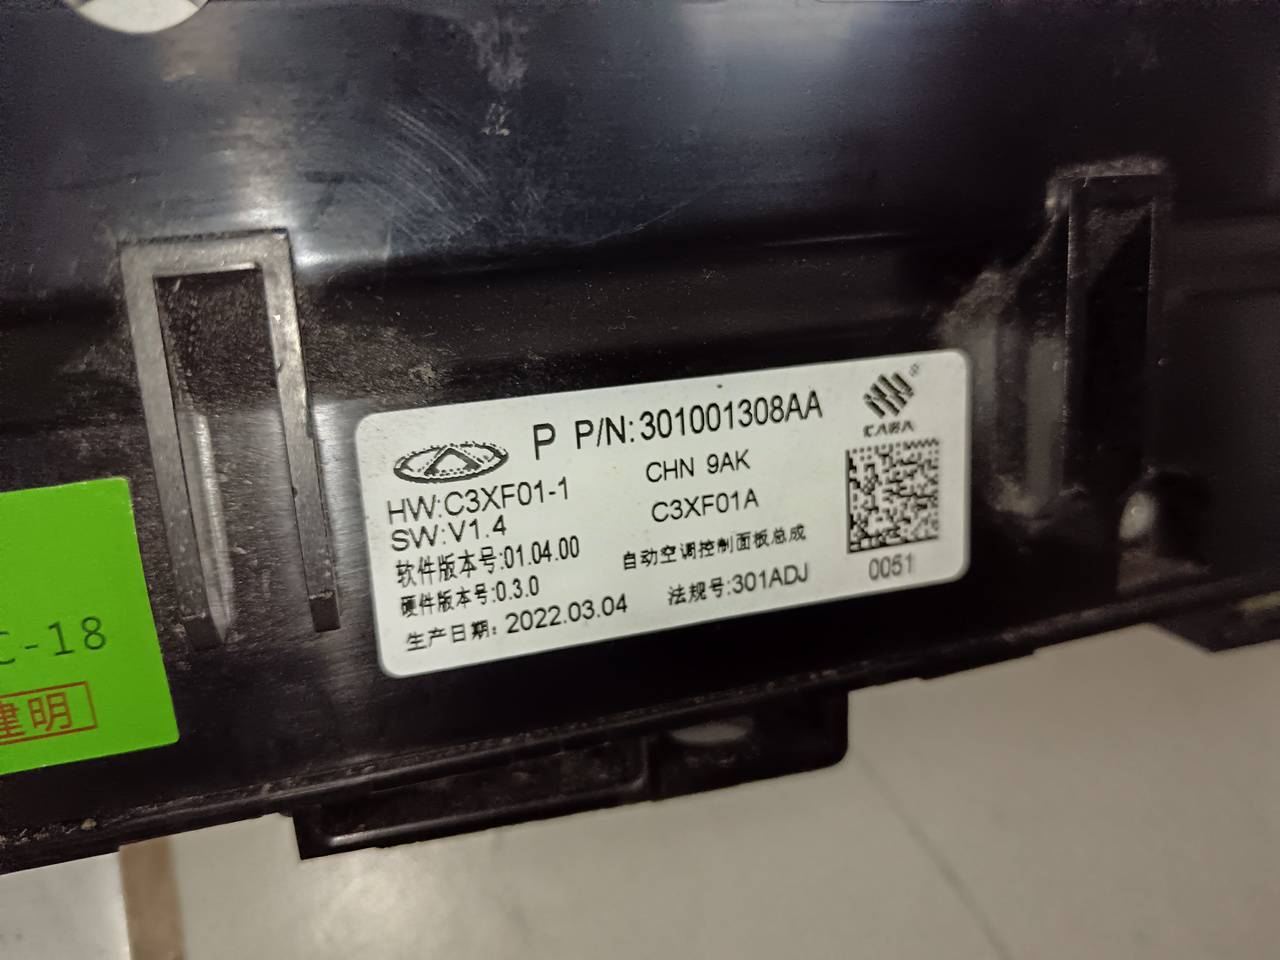 P P/N:301001308AA
CHN 9AK
HW:C3XF01-1
C3XF01A
SW:V1.4
软件版本号:01.04.00
自动空调控制面板总成
硬件版本号:0.3.0
法规号:301ADJ
0051
生产日期: 2022.03.04
C-18
建明